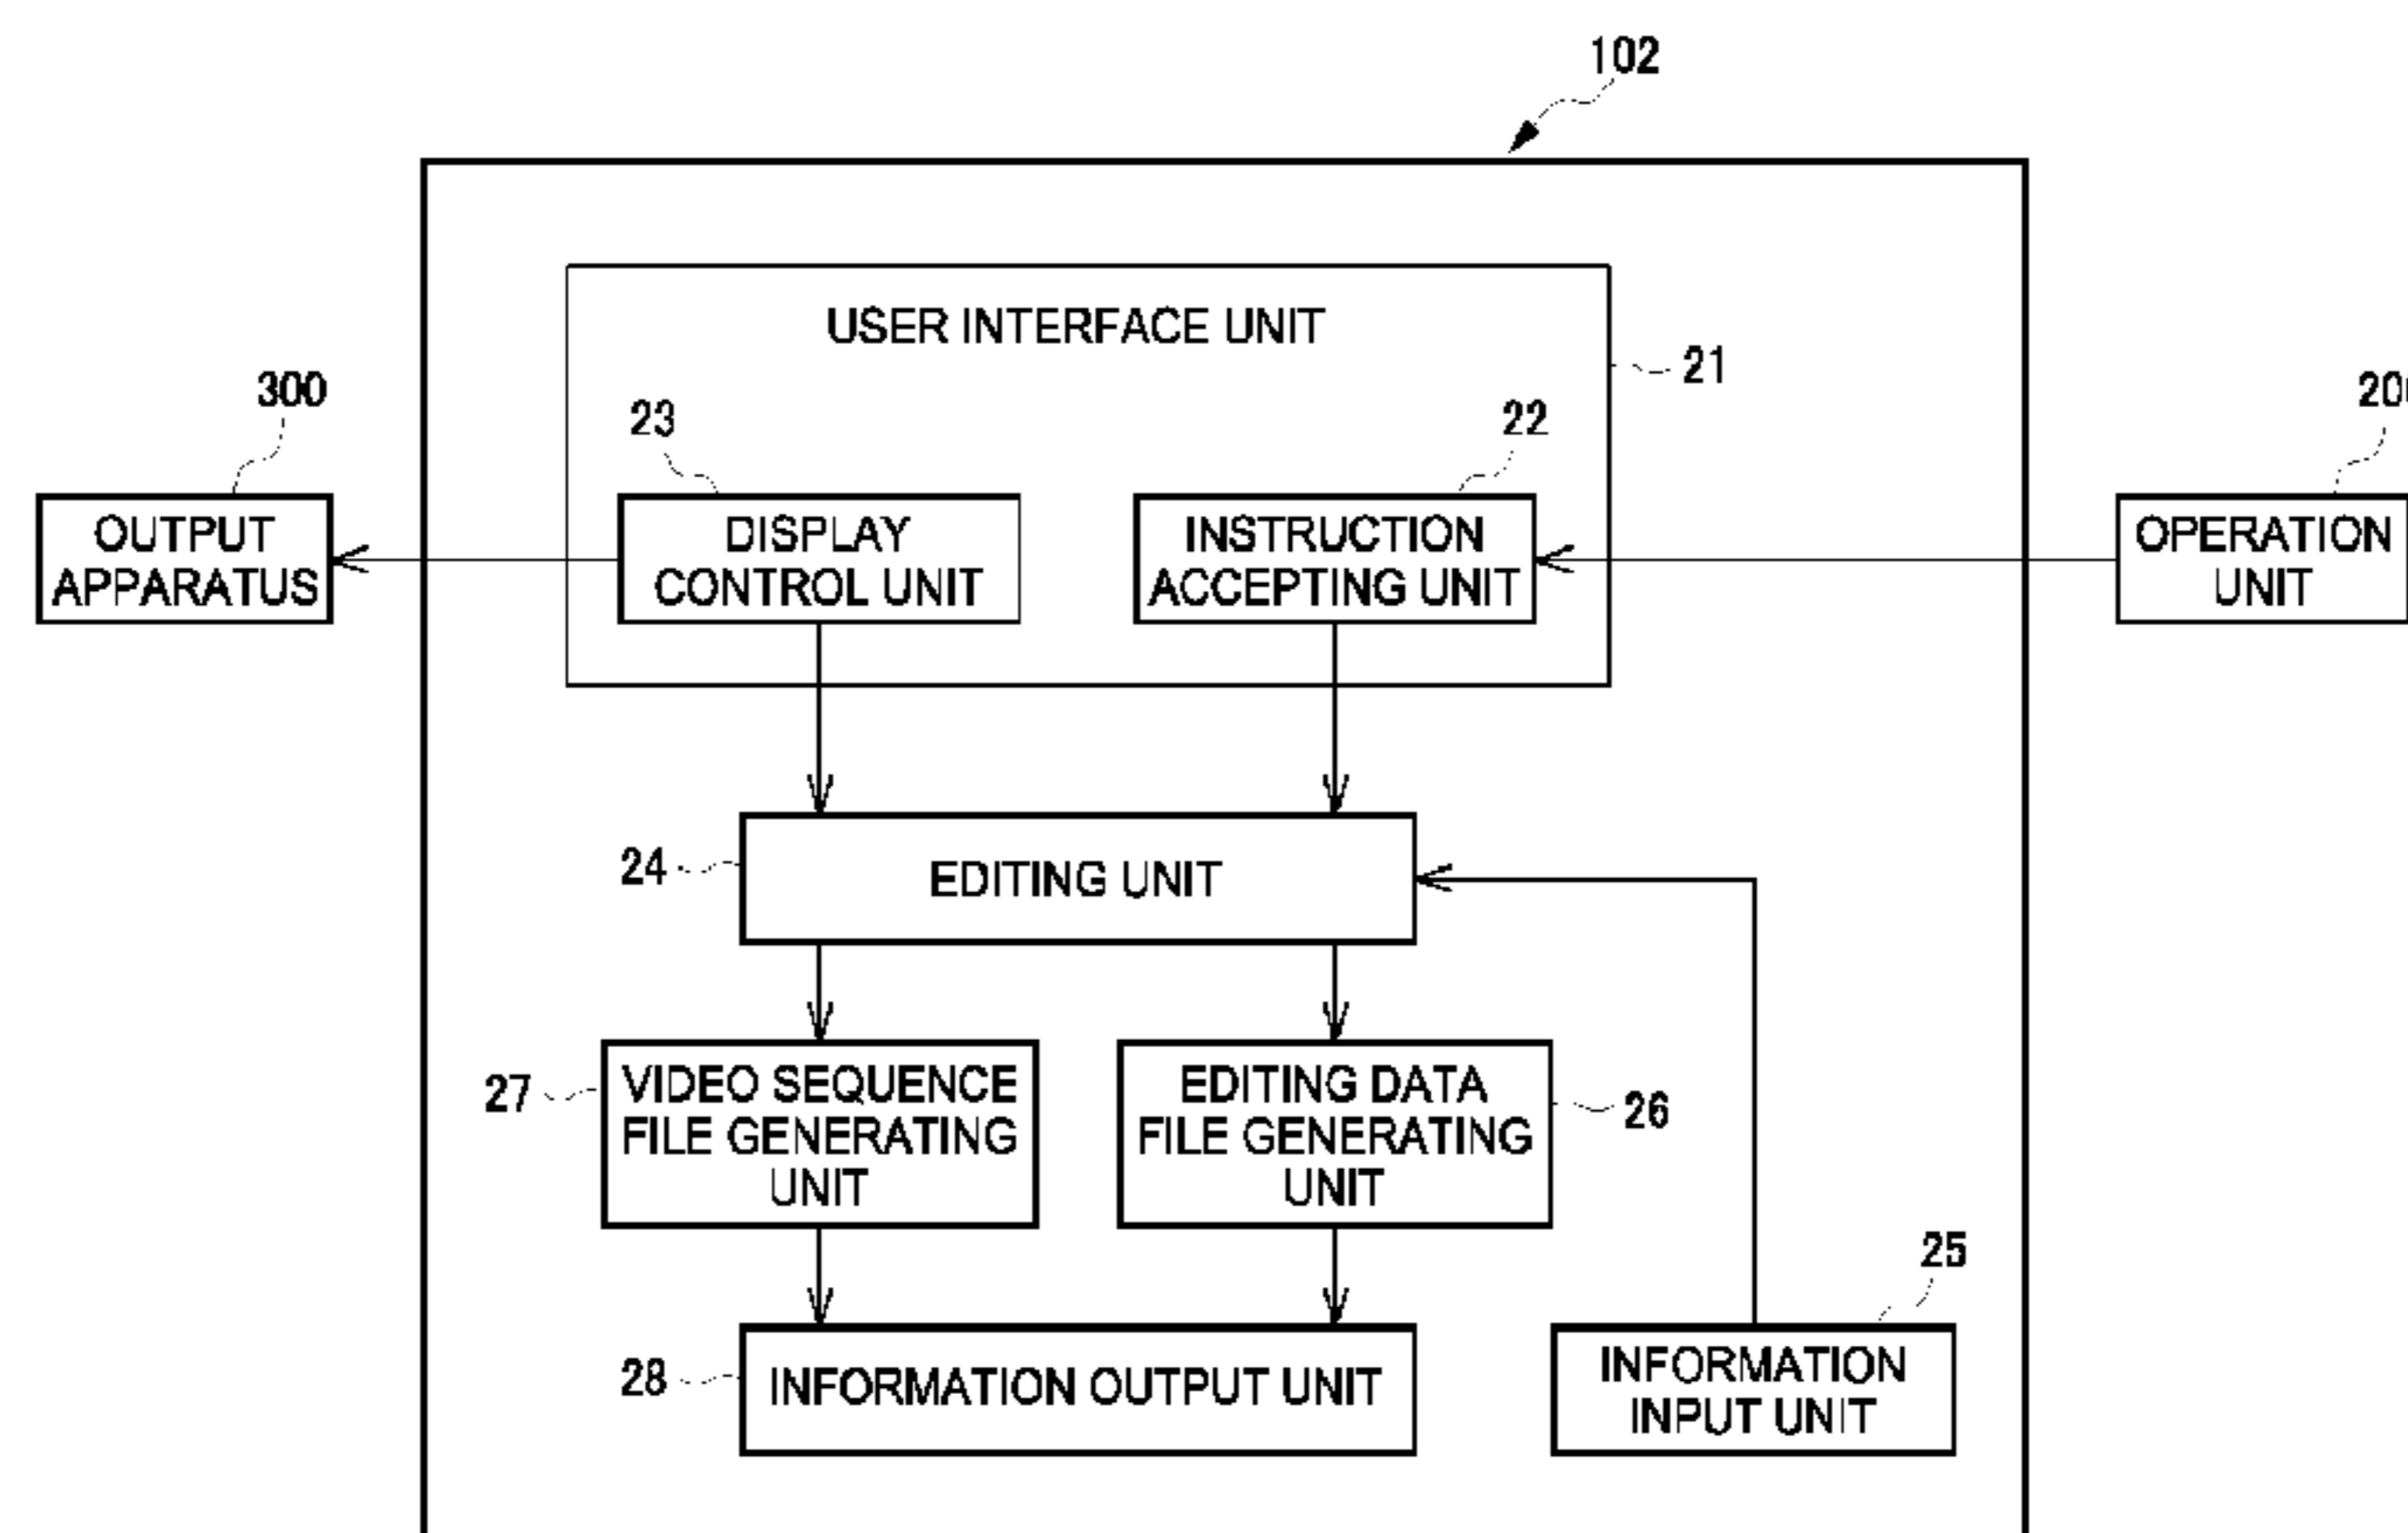 102
USER INTERFACE UNIT
21
300
23
22
OUTPUT
APPARATUS
DISPLAY
CONTROL UNIT
INSTRUCTION
ACCEPTING UNIT
OPERATION
UNIT
24
EDITING UNIT
27
VIDEO SEQUENCE
FILE GENERATING
UNIT
EDITING DATA
FILE GENERATING
UNIT
26
25
28
INFORMATION OUTPUT UNIT
INFORMATION
INPUT UNIT